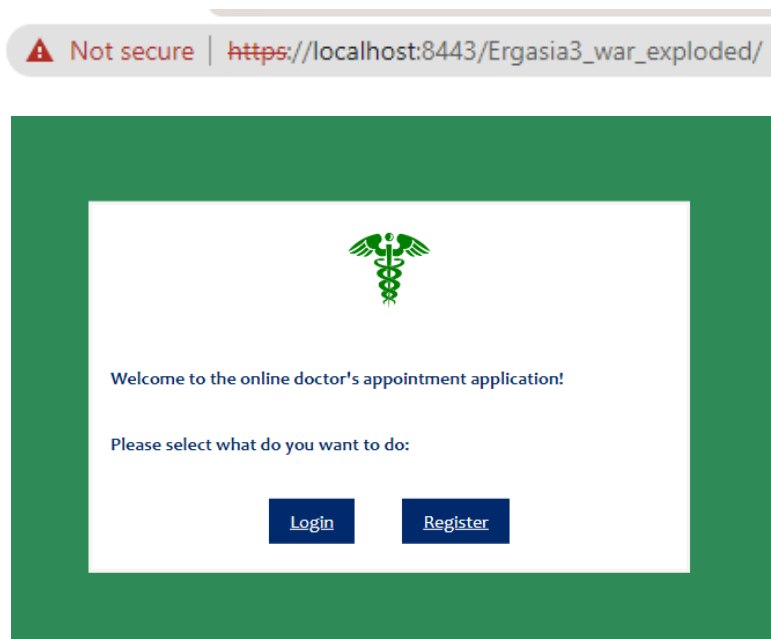 Not secure | https://localhost:8443/Ergasia3_war_exploded/
Welcome to the online doctor's appointment application!
Please select what do you want to do:
Login Register